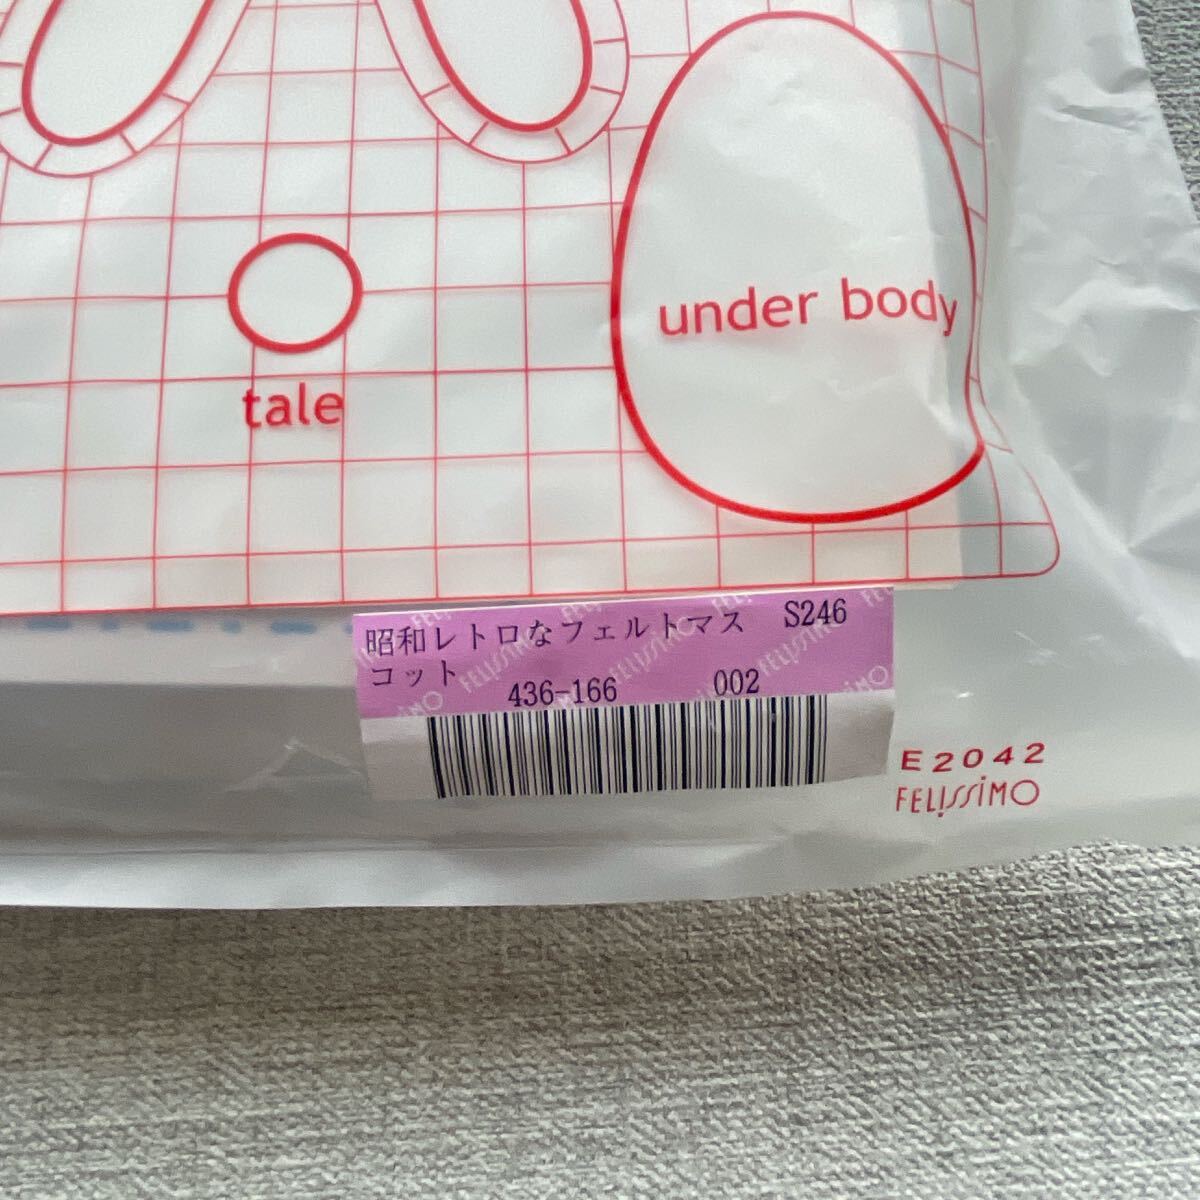 under body
tale
昭和レトロなフェルトマス S246
コット
436-166 002
E2042
FELISSIMO